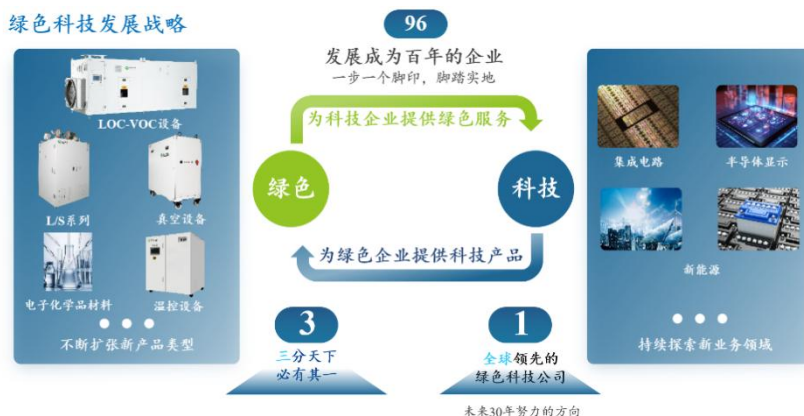 绿色科技发展战略
LOC-VOC设备
L/S系列
真空设备
电子化学品材料
温控设备
不断扩张新产品类型
96
发展成为百年的企业
一步一个脚印，脚踏实地
为科技企业提供绿色服务
绿色
科技
为绿色企业提供科技产品
3
三分天下
必有其一
1
全球领先的
绿色科技公司
未来30年努力的方向
集成电路
半导体显示
新能源
持续探索新业务领域